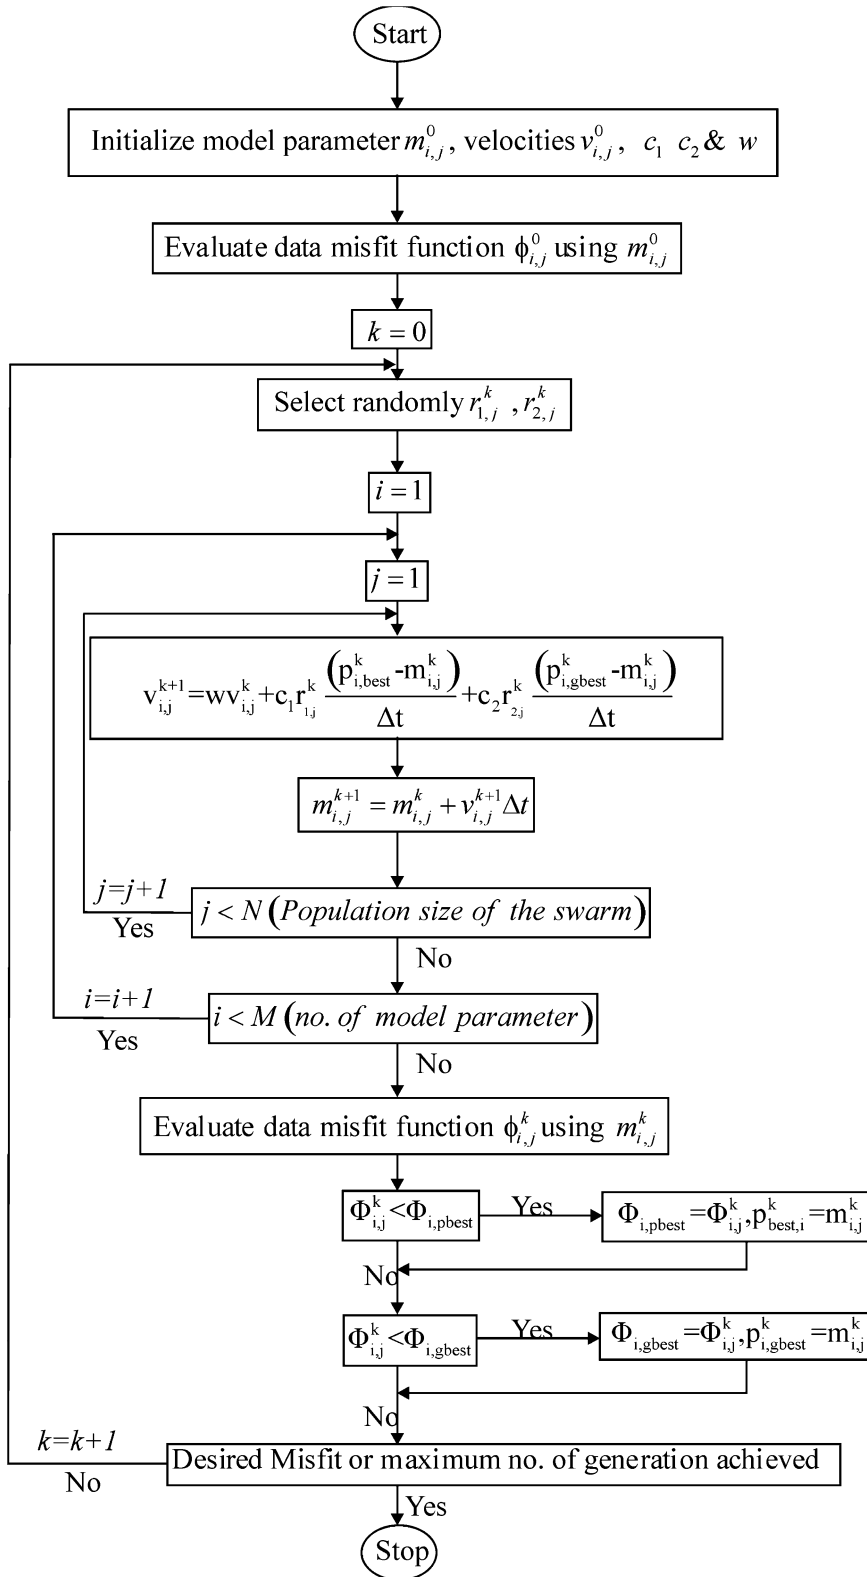 Start
Initialize model parameter m_{i,j}^{0}, velocities v_{i,j}^{0}, c_1 c_2 & w
Evaluate data misfit function ϕ_{i,j}^{0} using m_{i,j}^{0}
k = 0
Select randomly r_{1,j}^{k}, r_{2,j}^{k}
i = 1
j = 1
v_{i,j}^{k+1}=wv_{i,j}^{k}+c_1r_{1,j}^{k} (p_{i,best}^{k}-m_{i,j}^{k})/Δt +c_2r_{2,j}^{k} (p_{i,gbest}^{k}-m_{i,j}^{k})/Δt
m_{i,j}^{k+1} = m_{i,j}^{k} + v_{i,j}^{k+1}Δt
j=j+1
j < N (Population size of the swarm)
Yes
No
i=i+1
i < M (no. of model parameter)
Yes
No
Evaluate data misfit function ϕ_{i,j}^{k} using m_{i,j}^{k}
Φ_{i,j}^{k}<Φ_{i,pbest}
Yes
Φ_{i,pbest}=Φ_{i,j}^{k},p_{best,i}^{k}=m_{i,j}^{k}
No
Φ_{i,j}^{k}<Φ_{i,gbest}
Yes
Φ_{i,gbest}=Φ_{i,j}^{k},p_{i,gbest}^{k}=m_{i,j}^{k}
No
k=k+1
Desired Misfit or maximum no. of generation achieved
No
Yes
Stop